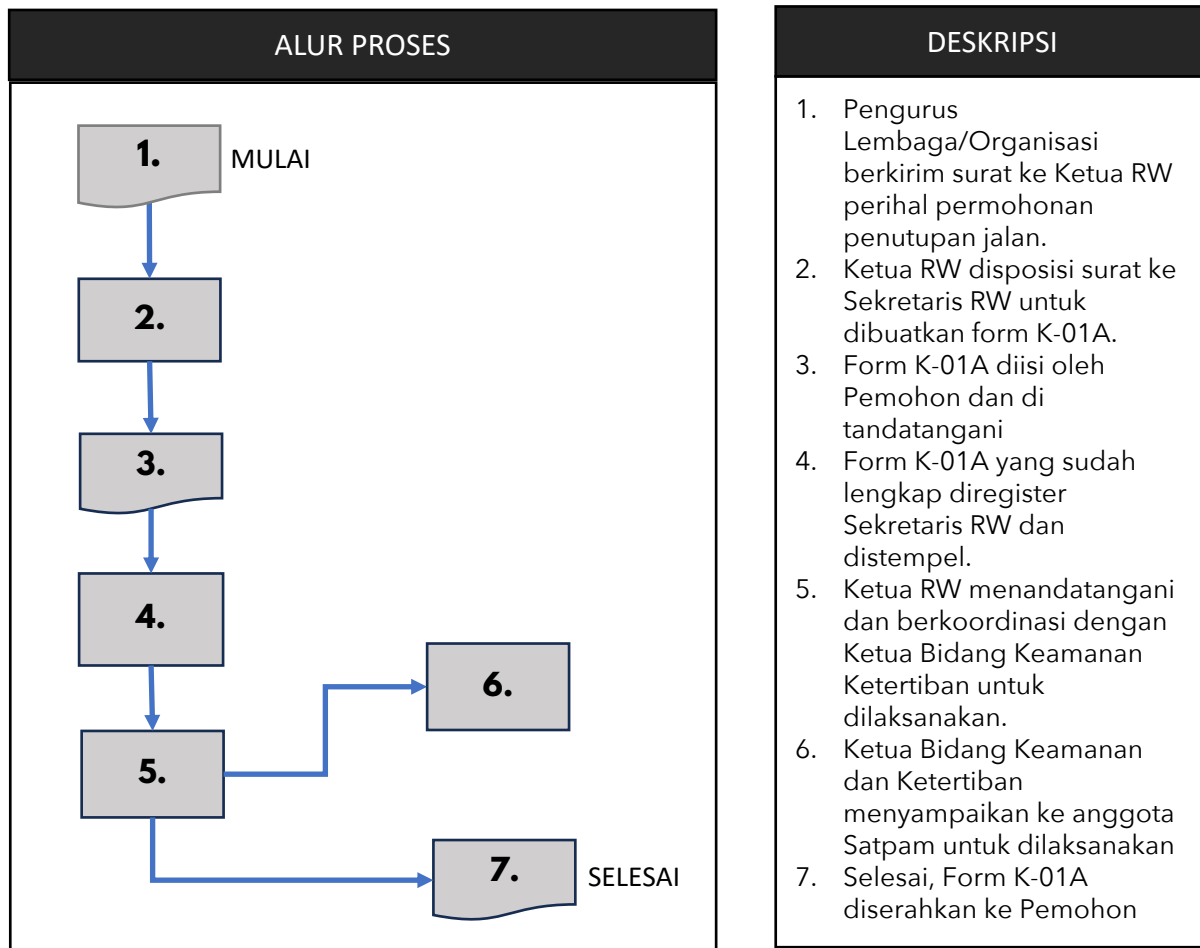 ALUR PROSES
1.
MULAI
2.
3.
4.
5.
6.
7.
SELESAI
DESKRIPSI
1. Pengurus
Lembaga/Organisasi
berkirim surat ke Ketua RW
perihal permohonan
penutupan jalan.
2. Ketua RW disposisi surat ke
Sekretaris RW untuk
dibuatkan form K-01A.
3. Form K-01A diisi oleh
Pemohon dan di
tandatangani
4. Form K-01A yang sudah
lengkap diregister
Sekretaris RW dan
distempel.
5. Ketua RW menandatangani
dan berkoordinasi dengan
Ketua Bidang Keamanan
Ketertiban untuk
dilaksanakan.
6. Ketua Bidang Keamanan
dan Ketertiban
menyampaikan ke anggota
Satpam untuk dilaksanakan
7. Selesai, Form K-01A
diserahkan ke Pemohon